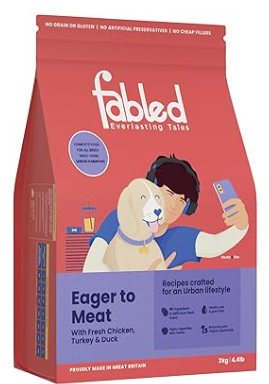 NO GRAIN OR GLUTEN | NO ARTIFICIAL PRESERVATIVES | NO CHEAP FILLERS
fabled
Everlasting Tales
COMPLETE FOOD
FOR ALL BREED
ADULT DOGS
Eager to
Meat
With Fresh Chicken,
Turkey & Duck
Recipes crafted
for an Urban lifestyle
PROUDLY MADE IN GREAT BRITAIN
2kg | 4.4lb